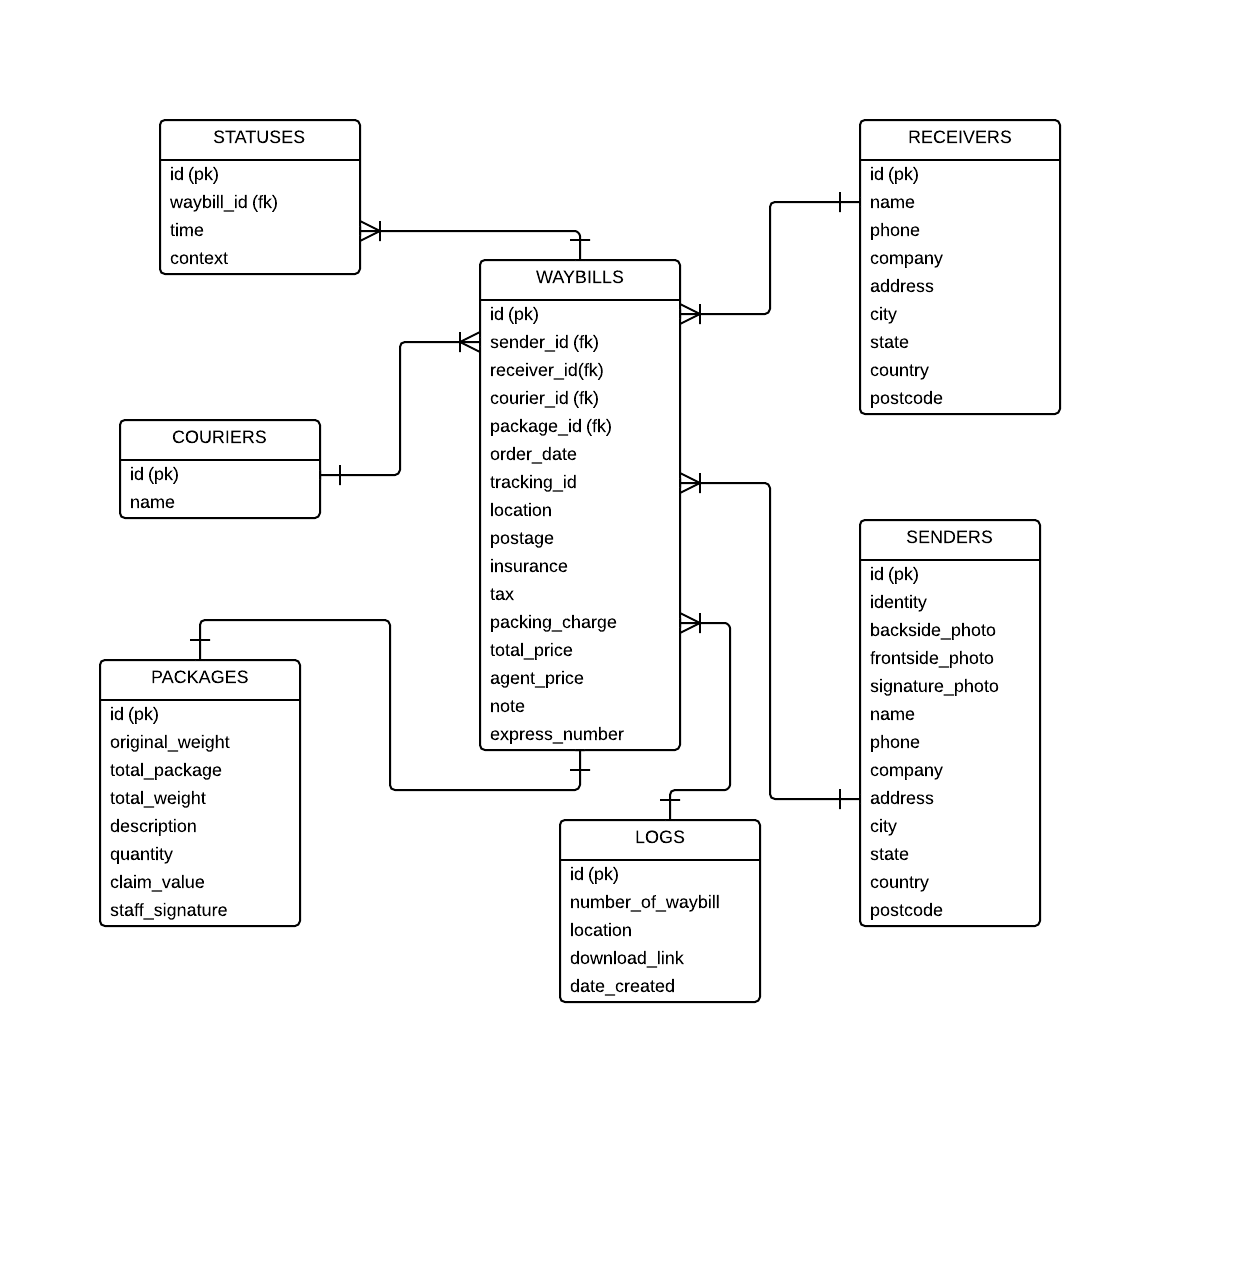 STATUSES
id (pk)
waybill_id (fk)
time
context
RECEIVERS
id (pk)
name
phone
company
address
city
state
country
postcode
WAYBILLS
id (pk)
sender_id (fk)
receiver_id(fk)
courier_id (fk)
package_id (fk)
order_date
tracking_id
location
postage
insurance
tax
packing_charge
total_price
agent_price
note
express_number
COURIERS
id (pk)
name
SENDERS
id (pk)
identity
backside_photo
frontside_photo
signature_photo
name
phone
company
address
city
state
country
postcode
PACKAGES
id (pk)
original_weight
total_package
total_weight
description
quantity
claim_value
staff_signature
LOGS
id (pk)
number_of_waybill
location
download_link
date_created